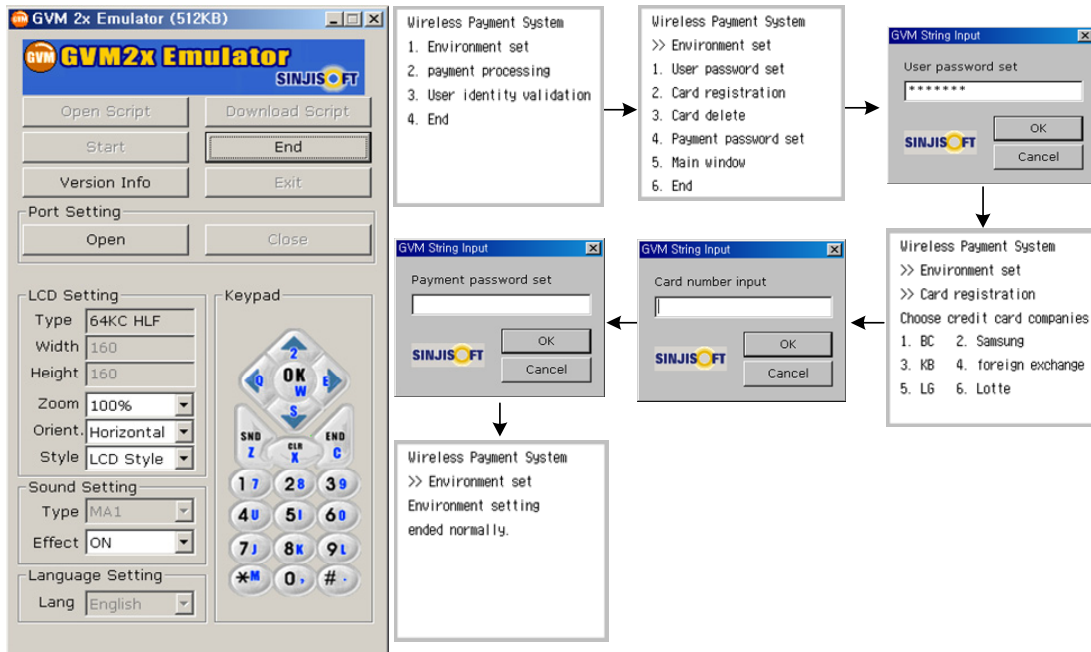 GVM 2x Emulator (512KB)
GVM GVM2x Emulator
SINJISOFT
Open Script
Download Script
Start
End
Version Info
Exit
Port Setting
Open
Close
LCD Setting
Type 64KC HLF
Width 160
Height 160
Zoom 100%
Orient. Horizontal
Style LCD Style
Sound Setting
Type MA1
Effect ON
Language Setting
Lang English
Keypad
2
Q OK W E
S
SND Z
CLR X
END C
1 7 2 8 3 9
4 U 5 I 6 O
7 J 8 K 9 L
* M 0 , # .
Wireless Payment System
1. Environment set
2. payment processing
3. User identity validation
4. End
Wireless Payment System
>> Environment set
1. User password set
2. Card registration
3. Card delete
4. Payment password set
5. Main window
6. End
GVM String Input
User password set
*******
SINJISOFT
OK
Cancel
Wireless Payment System
>> Environment set
>> Card registration
Choose credit card companies
1. BC 2. Samsung
3. KB 4. foreign exchange
5. LG 6. Lotte
GVM String Input
Card number input
SINJISOFT
OK
Cancel
GVM String Input
Payment password set
SINJISOFT
OK
Cancel
Wireless Payment System
>> Environment set
Environment setting
ended normally.